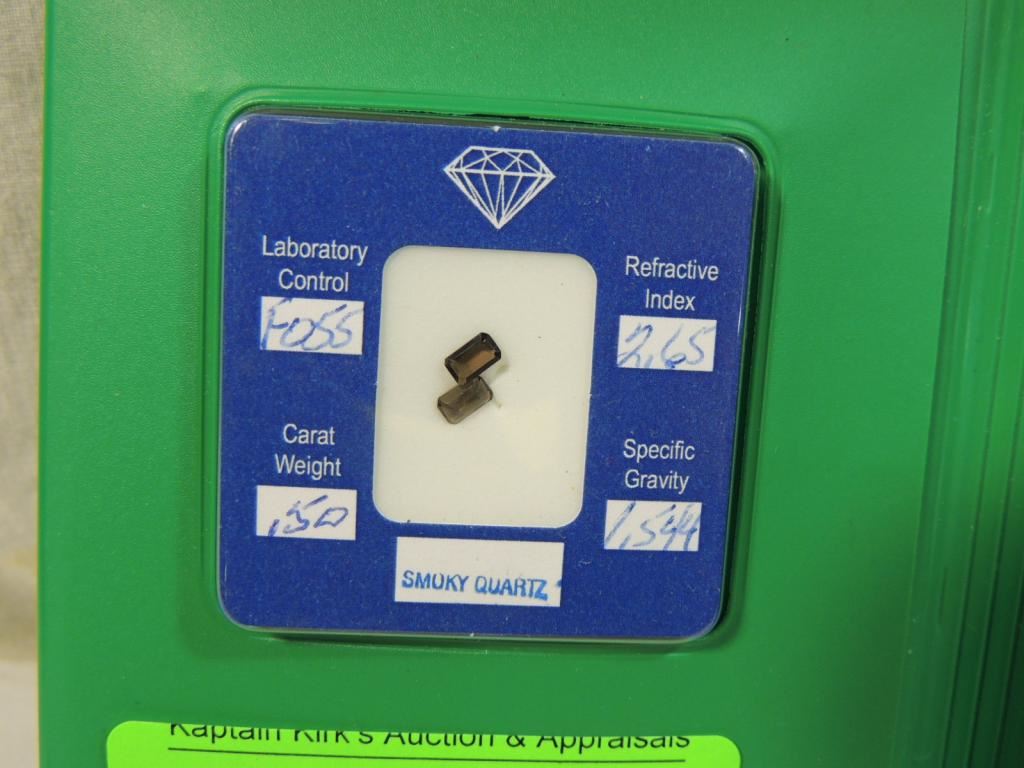 Laboratory
Control
F055
Refractive
Index
2.65
Carat
Weight
.50
Specific
Gravity
1.544
SMOKY QUARTZ
Kaptain Kirk's Auction & Appraisals